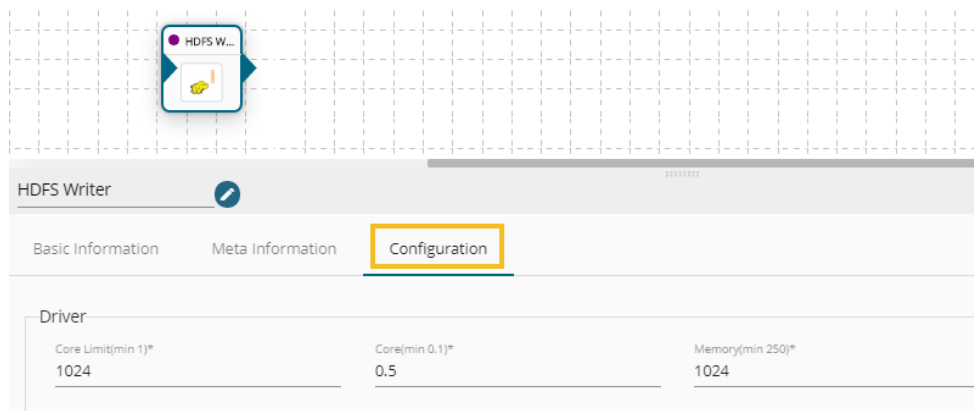 HDFS W...
HDFS Writer
Basic Information Meta Information Configuration
Driver
Core Limit(min 1)* Core(min 0.1)* Memory(min 250)*
1024 0.5 1024